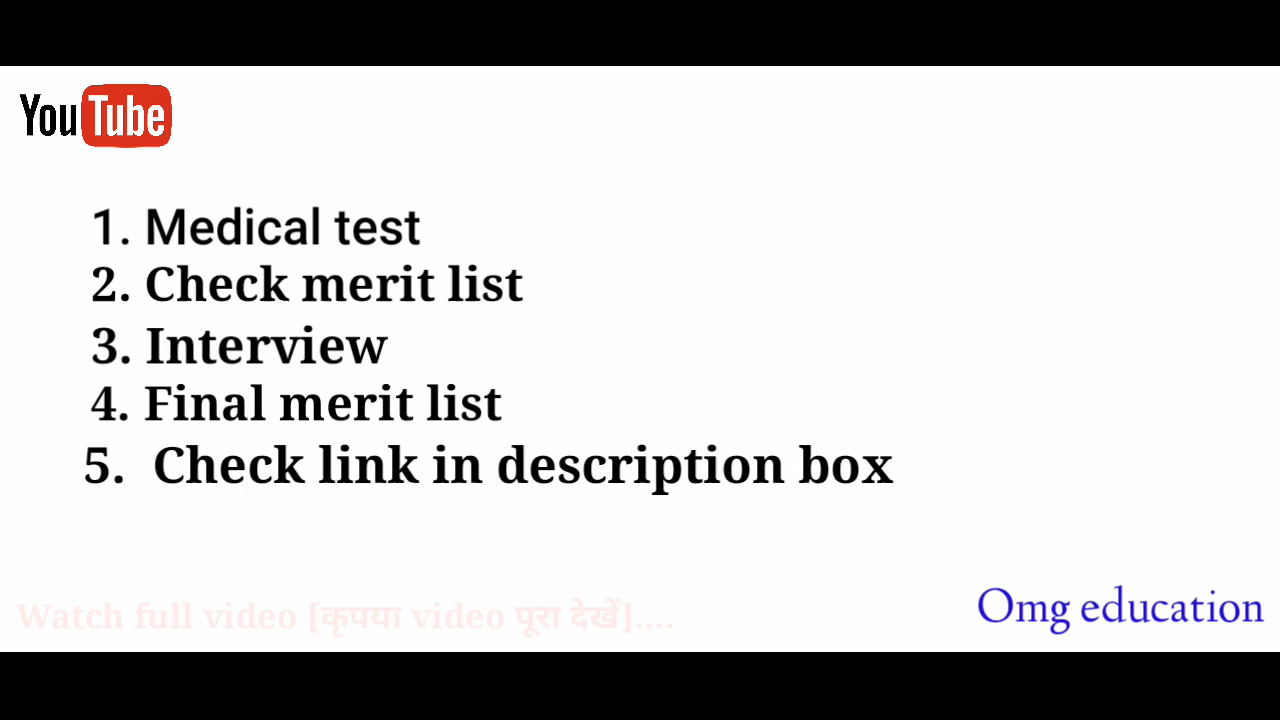 YouTube
1. Medical test
2. Check merit list
3. Interview
4. Final merit list
5. Check link in description box
Watch full video [कृपया video पूरा देखें]....
Omg education